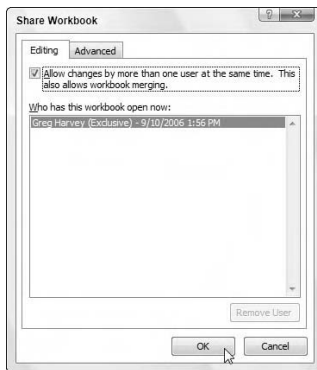 Share Workbook
Editing Advanced
Allow changes by more than one user at the same time. This
also allows workbook merging.
Who has this workbook open now:
Greg Harvey (Exclusive) - 9/10/2006 1:56 PM
Remove User
OK Cancel